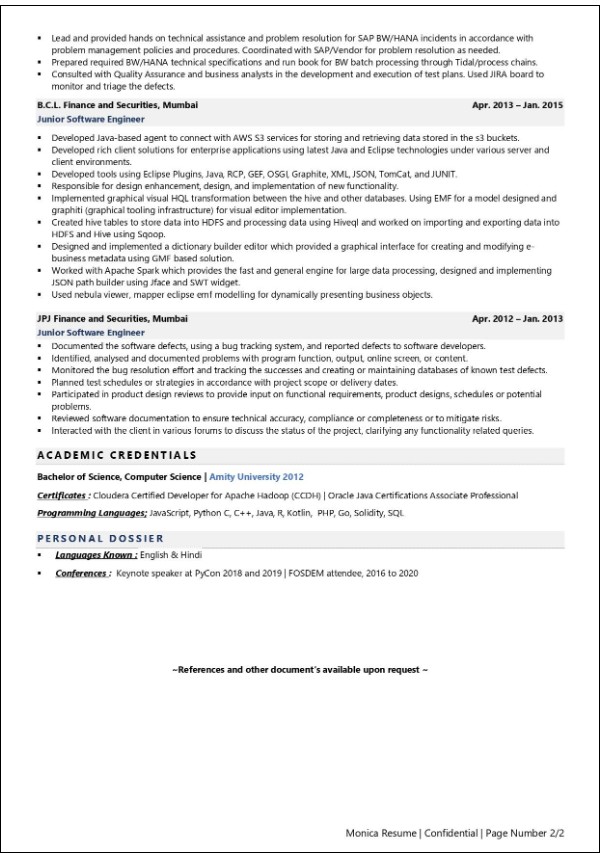 ▪ Lead and provided hands on technical assistance and problem resolution for SAP BW/HANA incidents in accordance with
problem management policies and procedures. Coordinated with SAP/Vendor for problem resolution as needed.
▪ Prepared required BW/HANA technical specifications and run book for BW batch processing through Tidal/process chains.
▪ Consulted with Quality Assurance and business analysts in the development and execution of test plans. Used JIRA board to
monitor and triage the defects.
B.C.L. Finance and Securities, Mumbai Apr. 2013 – Jan. 2015
Junior Software Engineer
▪ Developed Java-based agent to connect with AWS S3 services for storing and retrieving data stored in the s3 buckets.
▪ Developed rich client solutions for enterprise applications using latest Java and Eclipse technologies under various server and
client environments.
▪ Developed tools using Eclipse Plugins, Java, RCP, GEF, OSGI, Graphite, XML, JSON, TomCat, and JUNIT.
▪ Responsible for design enhancement, design, and implementation of new functionality.
▪ Implemented graphical visual HQL transformation between the hive and other databases. Using EMF for a model designed and
graphiti (graphical tooling infrastructure) for visual editor implementation.
▪ Created hive tables to store data into HDFS and processing data using Hiveql and worked on importing and exporting data into
HDFS and Hive using Sqoop.
▪ Designed and implemented a dictionary builder editor which provided a graphical interface for creating and modifying e-
business metadata using GMF based solution.
▪ Worked with Apache Spark which provides the fast and general engine for large data processing, designed and implementing
JSON path builder using Jface and SWT widget.
▪ Used nebula viewer, mapper eclipse emf modelling for dynamically presenting business objects.
JPJ Finance and Securities, Mumbai Apr. 2012 – Jan. 2013
Junior Software Engineer
▪ Documented the software defects, using a bug tracking system, and reported defects to software developers.
▪ Identified, analysed and documented problems with program function, output, online screen, or content.
▪ Monitored the bug resolution effort and tracking the successes and creating or maintaining databases of known test defects.
▪ Planned test schedules or strategies in accordance with project scope or delivery dates.
▪ Participated in product design reviews to provide input on functional requirements, product designs, schedules or potential
problems.
▪ Reviewed software documentation to ensure technical accuracy, compliance or completeness or to mitigate risks.
▪ Interacted with the client in various forums to discuss the status of the project, clarifying any functionality related queries.
ACADEMIC CREDENTIALS
Bachelor of Science, Computer Science | Amity University 2012
Certificates : Cloudera Certified Developer for Apache Hadoop (CCDH) | Oracle Java Certifications Associate Professional
Programming Languages; JavaScript, Python C, C++, Java, R, Kotlin, PHP, Go, Solidity, SQL
PERSONAL DOSSIER
▪ Languages Known : English & Hindi
▪ Conferences : Keynote speaker at PyCon 2018 and 2019 | FOSDEM attendee, 2016 to 2020
~References and other document's available upon request ~
Monica Resume | Confidential | Page Number 2/2